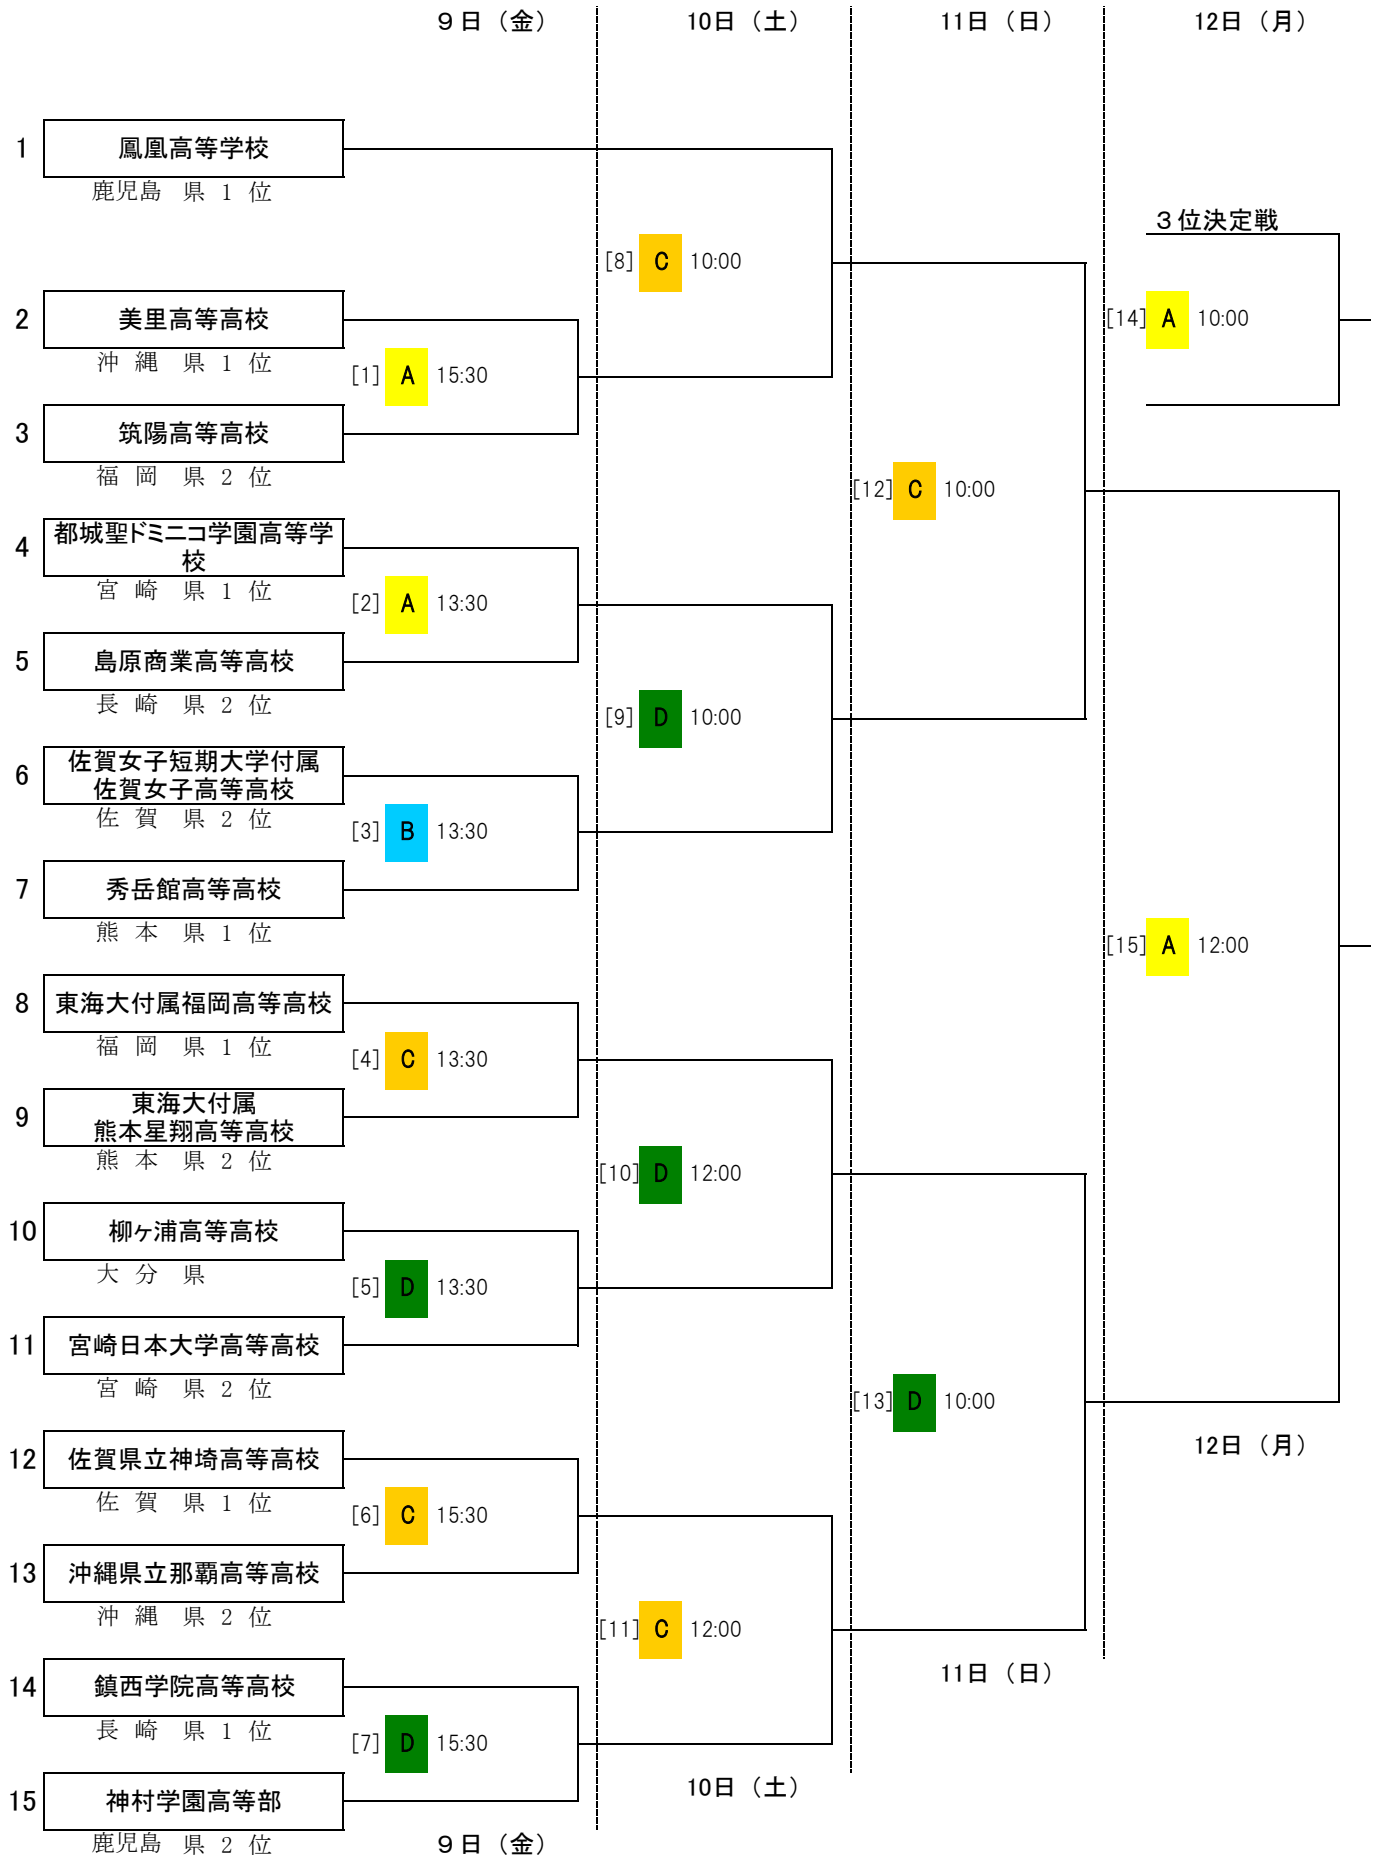 ９日（金）
10日（土）
11日（日）
12日（月）
1 鳳凰高等学校
鹿児島 県 1 位
３位決定戦
[8] C 10:00
2 美里高等高校
沖縄 県 1 位
[14] A 10:00
[1] A 15:30
3 筑陽高等高校
福岡 県 2 位
[12] C 10:00
4 都城聖ドミニコ学園高等学
校
宮崎 県 1 位
[2] A 13:30
5 島原商業高等高校
長崎 県 2 位
[9] D 10:00
6 佐賀女子短期大学付属
佐賀女子高等高校
佐賀 県 2 位
[3] B 13:30
7 秀岳館高等高校
熊本 県 1 位
[15] A 12:00
8 東海大付属福岡高等高校
福岡 県 1 位
[4] C 13:30
9 東海大付属
熊本星翔高等高校
熊本 県 2 位
[10] D 12:00
10 柳ヶ浦高等高校
大分 県
[5] D 13:30
11 宮崎日本大学高等高校
宮崎 県 2 位
[13] D 10:00
12 佐賀県立神埼高等高校
12日（月）
佐賀 県 1 位
[6] C 15:30
13 沖縄県立那覇高等高校
沖縄 県 2 位
[11] C 12:00
14 鎮西学院高等高校
11日（日）
長崎 県 1 位
[7] D 15:30
15 神村学園高等部
10日（土）
鹿児島 県 2 位
９日（金）